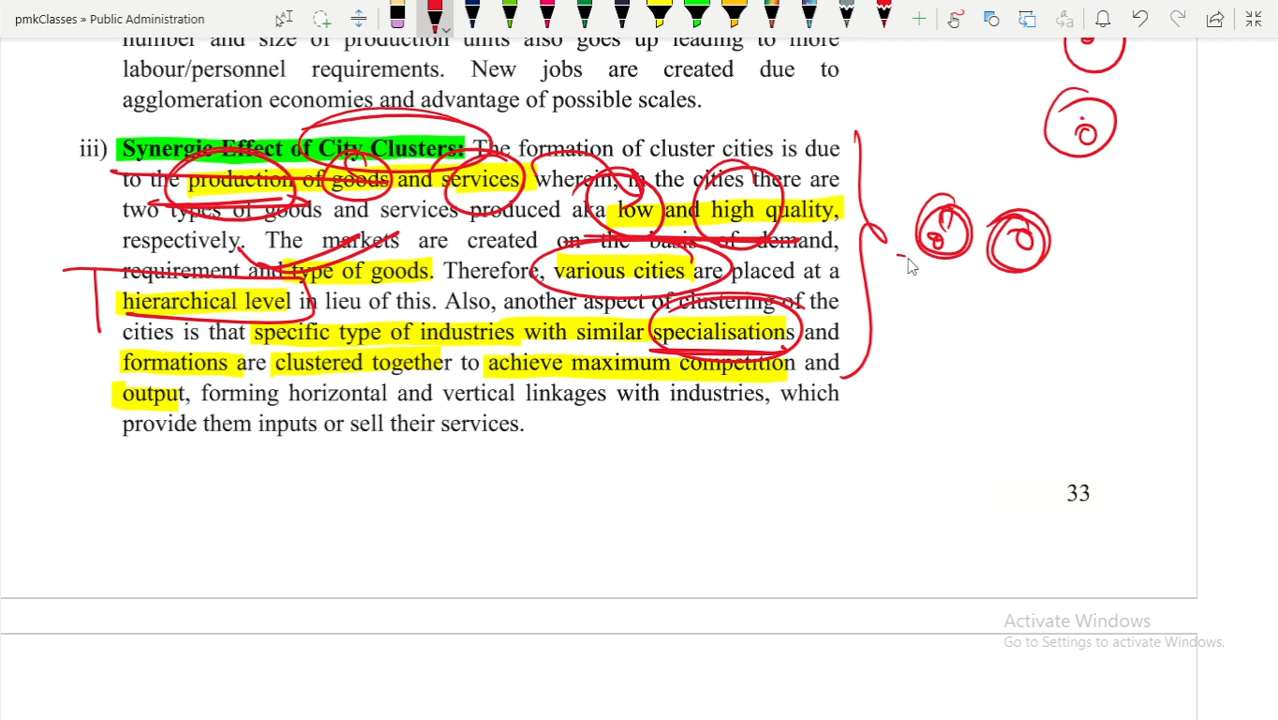 pmkClasses » Public Administration
number and size of production units also goes up leading to more
labour/personnel requirements. New jobs are created due to
agglomeration economies and advantage of possible scales.
iii) Synergic Effect of City Clusters: The formation of cluster cities is due
to the production of goods and services, wherein, in the cities there are
two types of goods and services produced aka low and high quality,
respectively. The markets are created on the basis of demand,
requirement and type of goods. Therefore, various cities are placed at a
hierarchical level in lieu of this. Also, another aspect of clustering of the
cities is that specific type of industries with similar specialisations and
formations are clustered together to achieve maximum competition and
output, forming horizontal and vertical linkages with industries, which
provide them inputs or sell their services.
33
Activate Windows
Go to Settings to activate Windows.